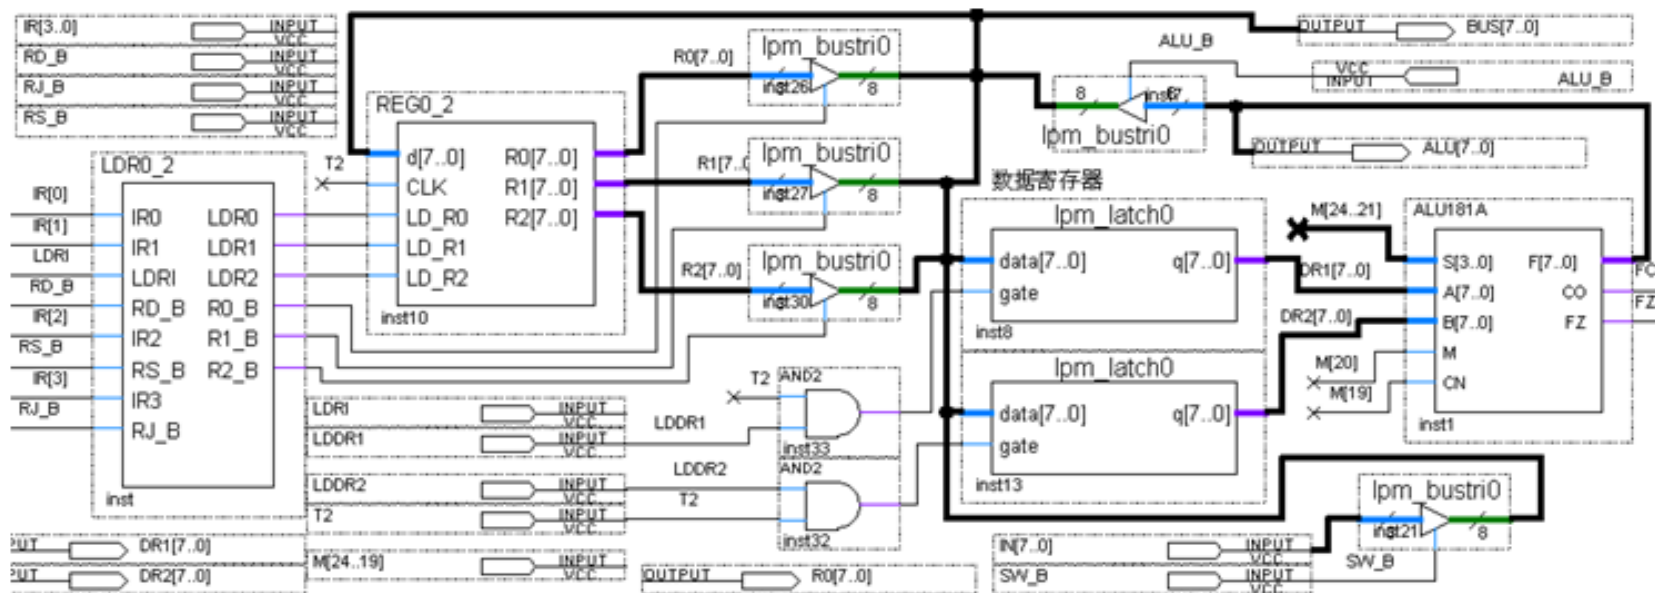 IR[3..0] INPUT VCC
RD_B INPUT VCC
RJ_B INPUT VCC
RS_B INPUT VCC
LDR0_2
IR[0] IR0 LDR0
IR[1] IR1 LDR1
LDRI LDRI LDR2
RD_B RD_B R0_B
IR[2] IR2 R1_B
RS_B RS_B R2_B
IR[3] IR3
RJ_B RJ_B
inst
REG0_2
d[7..0] R0[7..0]
T2 CLK R1[7..0]
LD_R0 R2[7..0]
LD_R1
LD_R2
inst10
lpm_bustri0
R0[7..0]
inst26 8
lpm_bustri0
R1[7..0]
inst27 8
lpm_bustri0
R2[7..0]
inst30 8
OUTPUT BUS[7..0]
ALU_B
VCC INPUT ALU_B
8
lpm_bustri0
OUTPUT ALU[7..0]
数据寄存器
lpm_latch0
data[7..0] q[7..0]
gate
inst8
DR1[7..0]
lpm_latch0
data[7..0] q[7..0]
gate
inst13
DR2[7..0]
M[24..21]
ALU181A
S[3..0] F[7..0]
A[7..0] CO
B[7..0] FZ
M
CN
inst1
FC
FZ
M[20]
M[19]
LDRI INPUT VCC
LDDR1 INPUT VCC
LDDR1
T2
AND2
inst33
LDDR2 INPUT VCC
T2 INPUT VCC
LDDR2
T2
AND2
inst32
M[24..19] INPUT VCC
PUT DR1[7..0]
PUT DR2[7..0]
OUTPUT R0[7..0]
lpm_bustri0
inst21 8
IN[7..0] INPUT VCC
SW_B INPUT VCC
SW_B